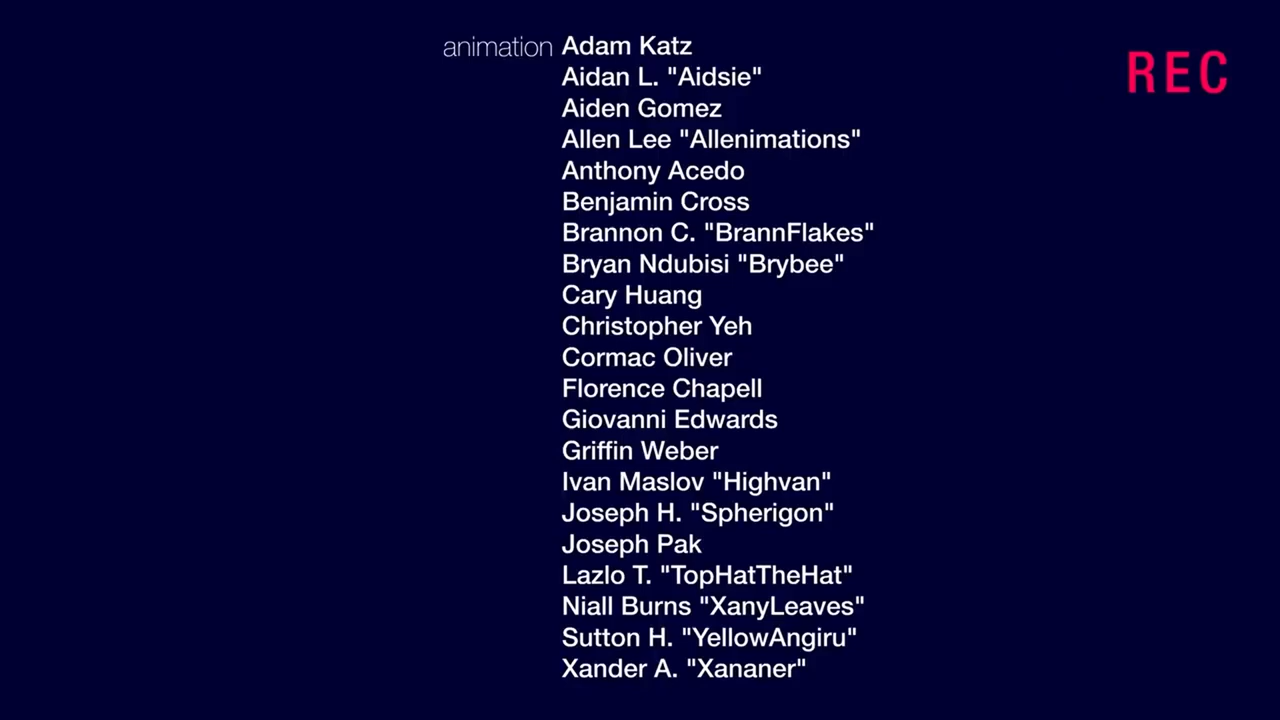 animation Adam Katz
REC
Aidan L. "Aidsie"
Aiden Gomez
Allen Lee "Allenimations"
Anthony Acedo
Benjamin Cross
Brannon C. "BrannFlakes"
Bryan Ndubisi "Brybee"
Cary Huang
Christopher Yeh
Cormac Oliver
Florence Chapell
Giovanni Edwards
Griffin Weber
Ivan Maslov "Highvan"
Joseph H. "Spherigon"
Joseph Pak
Lazlo T. "TopHatTheHat"
Niall Burns "XanyLeaves"
Sutton H. "YellowAngiru"
Xander A. "Xananer"